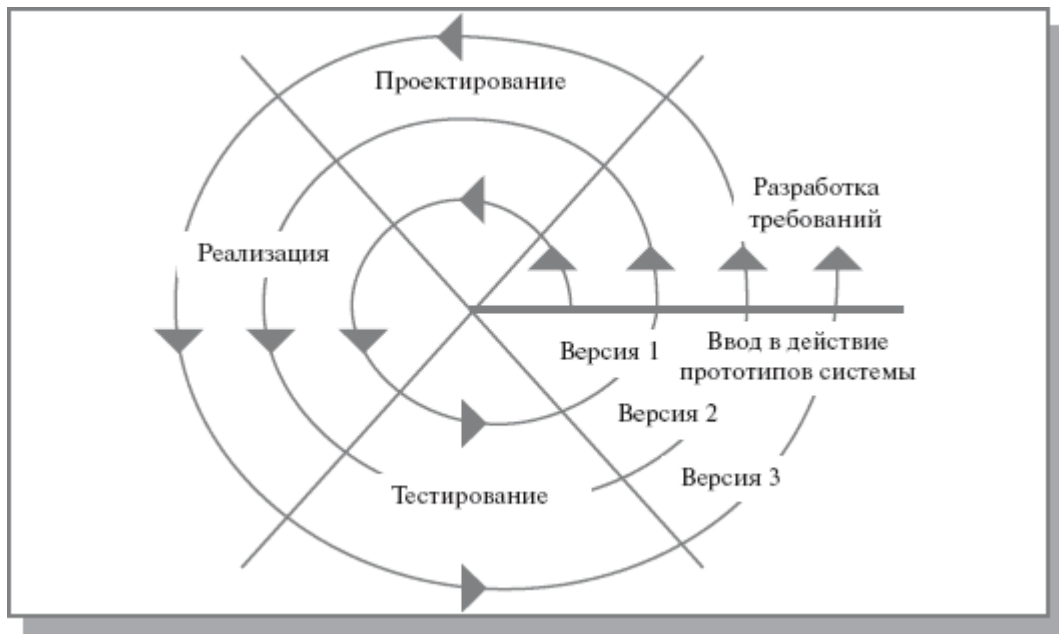 Проектирование
Разработка
требований
Реализация
Версия 1
Ввод в действие
прототипов системы
Версия 2
Версия 3
Тестирование